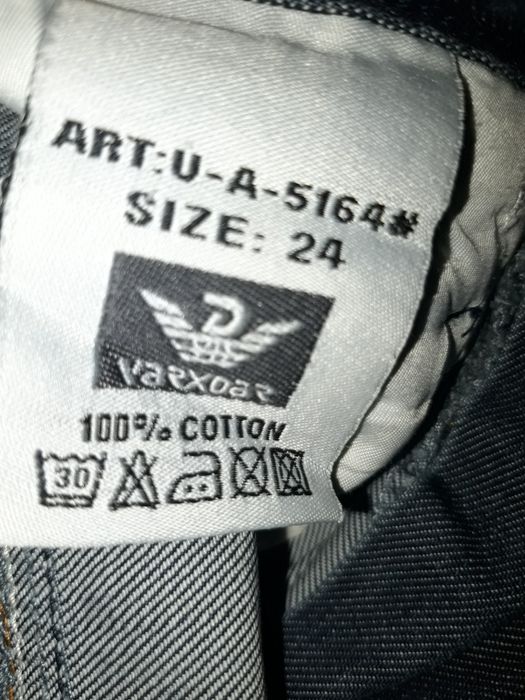 ART:U-A-5164#
SIZE: 24
Varxoar
100% COTTON
30